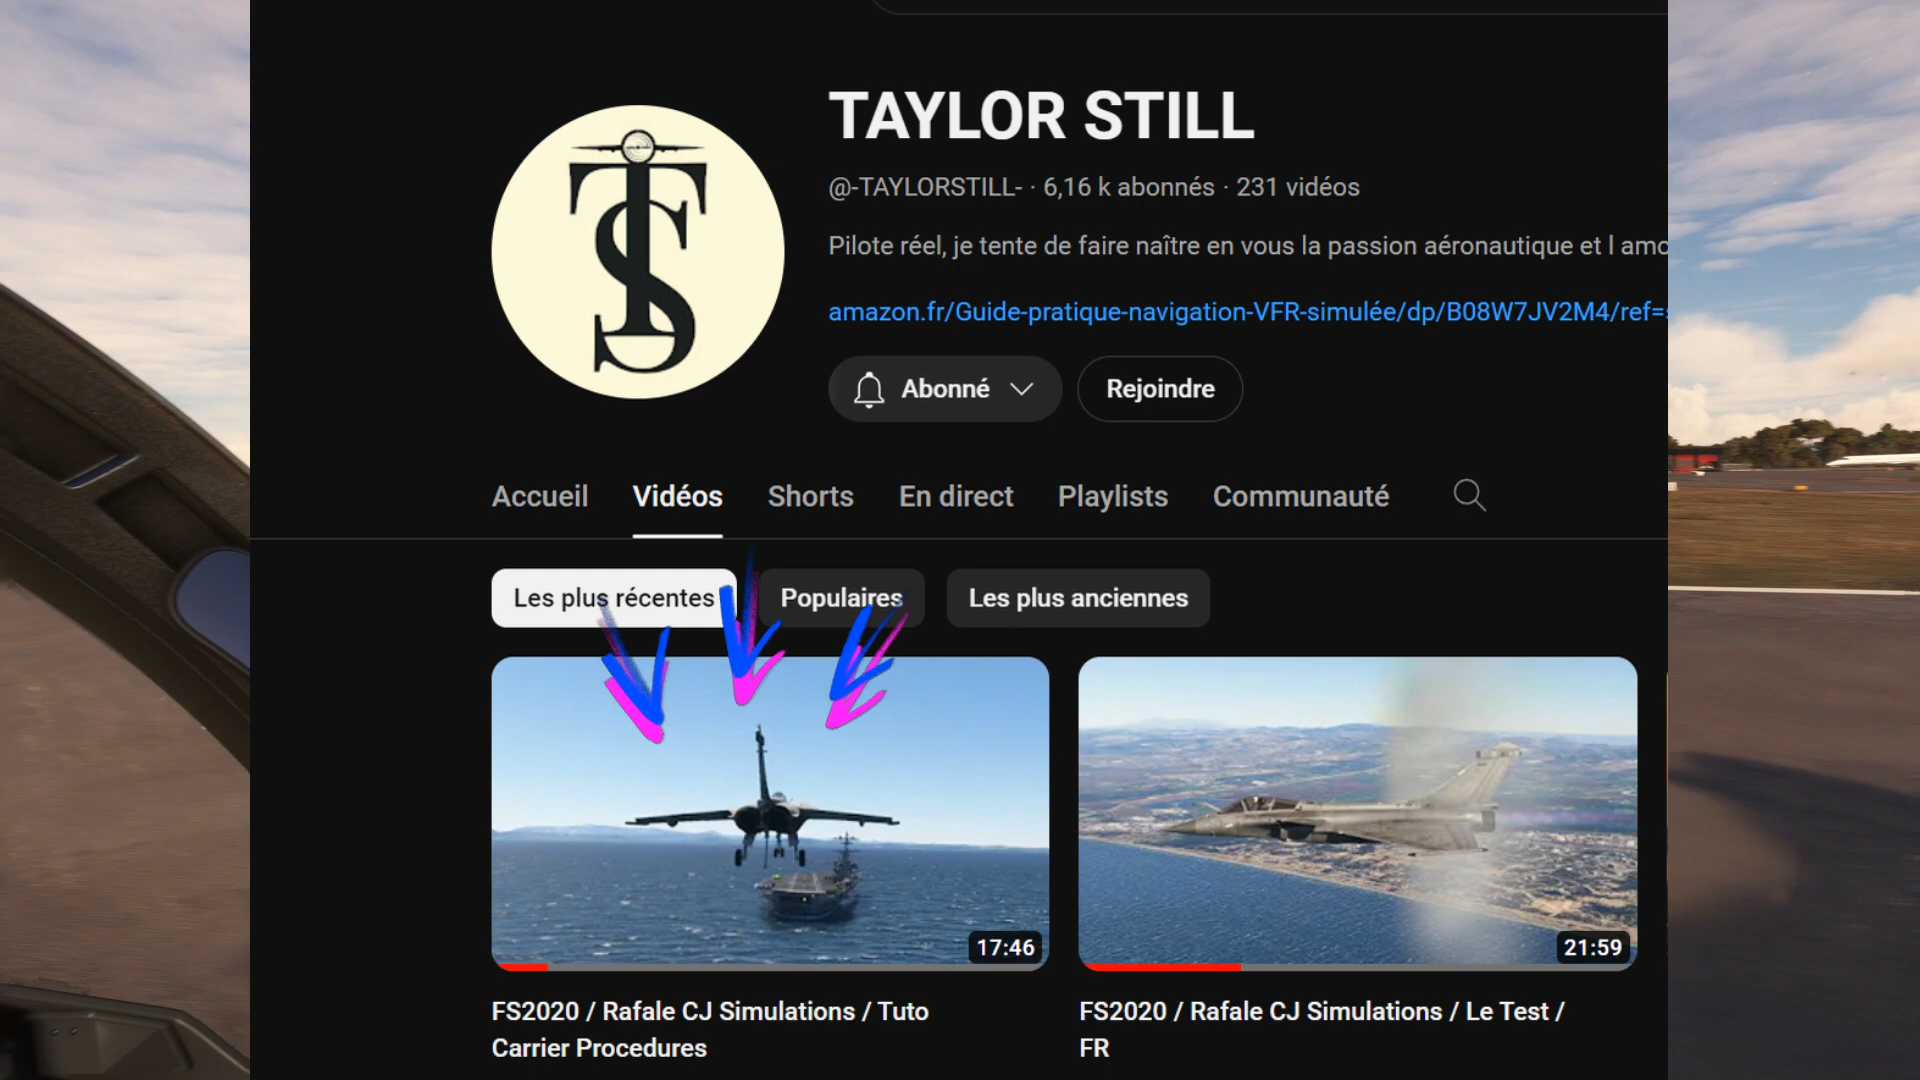 TS
TAYLOR STILL
@-TAYLORSTILL- · 6,16 k abonnés · 231 vidéos
Pilote réel, je tente de faire naître en vous la passion aéronautique et l amo
amazon.fr/Guide-pratique-navigation-VFR-simulée/dp/B08W7JV2M4/ref=s
Abonné
Rejoindre
Accueil Vidéos Shorts En direct Playlists Communauté
Les plus récentes Populaires Les plus anciennes
17:46
21:59
FS2020 / Rafale CJ Simulations / Tuto
Carrier Procedures
FS2020 / Rafale CJ Simulations / Le Test /
FR